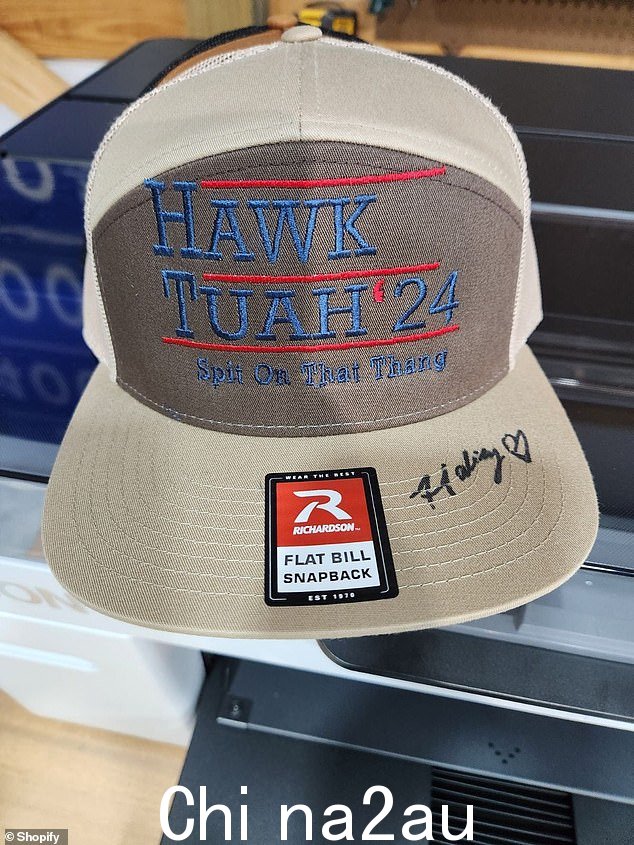 HAWK
TUAH '24
Spit On That Thang
Hailey♡
WEAR THE BEST
R
RICHARDSON
FLAT BILL
SNAPBACK
EST 1970
Chi na2au
© Shopify